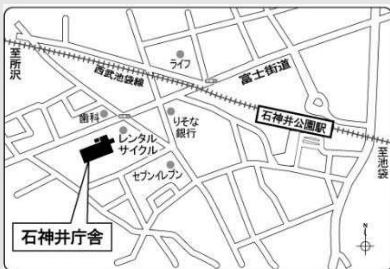 至所沢
西武池袋線
ライフ
富士街道
石神井公園駅
至池袋
歯科
レンタル
サイクル
りそな
銀行
セブンイレブン
石神井庁舎
N